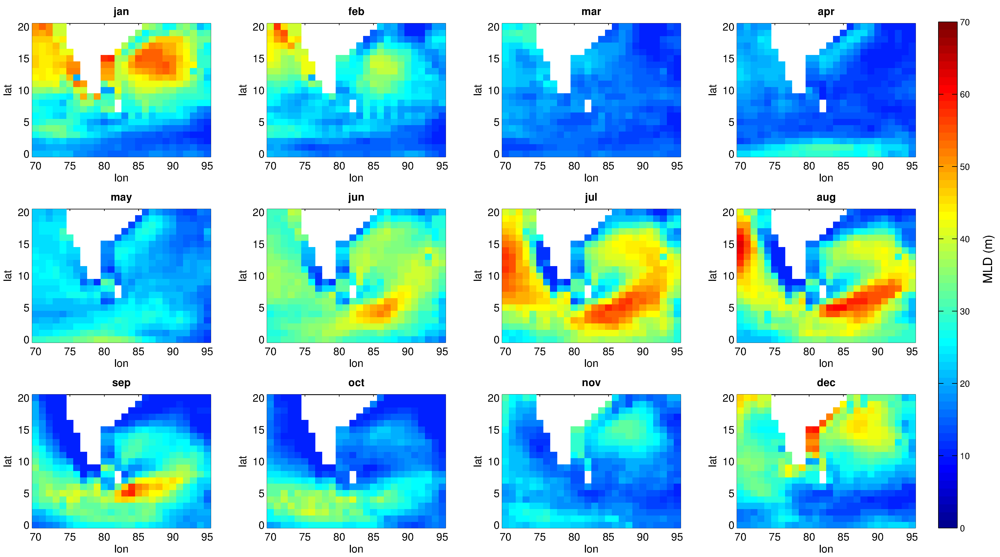 jan feb mar apr
20 20 20 20 70
15 15 15 15
lat 10 lat 10 lat 10 lat 10 60
5 5 5 5
0 0 0 0
70 75 80 85 90 95 70 75 80 85 90 95 70 75 80 85 90 95 70 75 80 85 90 95 50
lon lon lon lon
may jun jul aug
20 20 20 20
15 15 15 15 40
lat 10 lat 10 lat 10 lat 10 MLD (m)
5 5 5 5 30
0 0 0 0
70 75 80 85 90 95 70 75 80 85 90 95 70 75 80 85 90 95 70 75 80 85 90 95
lon lon lon lon
sep oct nov dec 20
20 20 20 20
15 15 15 15
lat 10 lat 10 lat 10 lat 10 10
5 5 5 5
0 0 0 0 0
70 75 80 85 90 95 70 75 80 85 90 95 70 75 80 85 90 95 70 75 80 85 90 95
lon lon lon lon